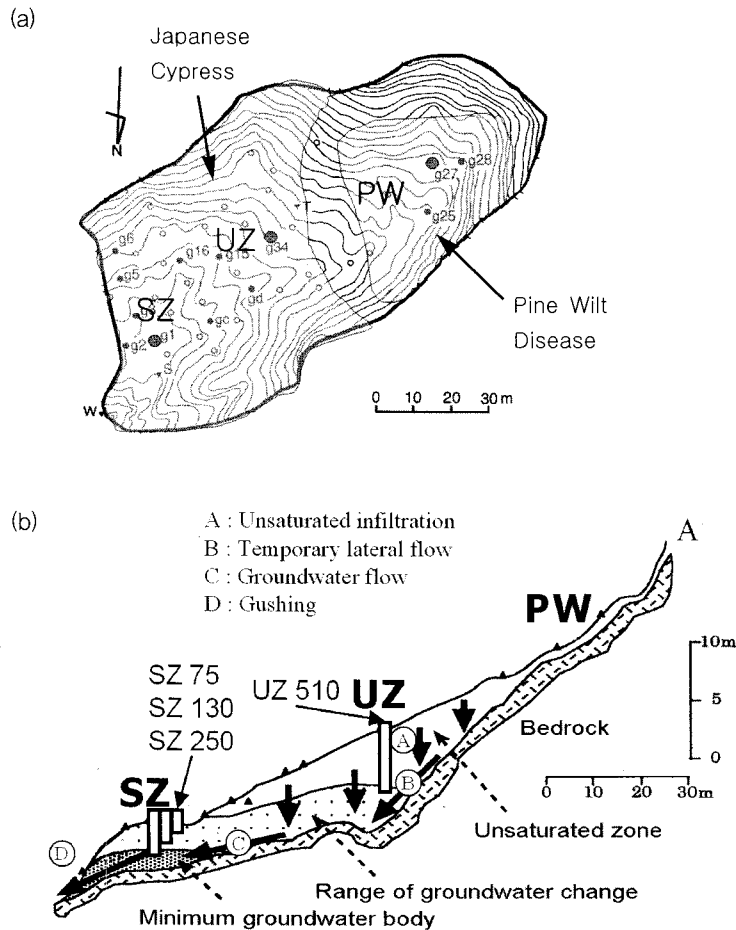 (a)
Japanese
Cypress
N
g27
g28
PW
g25
T
UZ
g34
g6
g16
g15
g5
gd
SZ
g1
gc
g2
S
W
Pine Wilt
Disease
0 10 20 30 m
(b)
A : Unsaturated infiltration
B : Temporary lateral flow
C : Groundwater flow
D : Gushing
A
PW
10m
5
0
SZ 75
SZ 130
SZ 250
UZ 510
UZ
A
Bedrock
B
0 10 20 30m
SZ
Unsaturated zone
C
D
Range of groundwater change
Minimum groundwater body